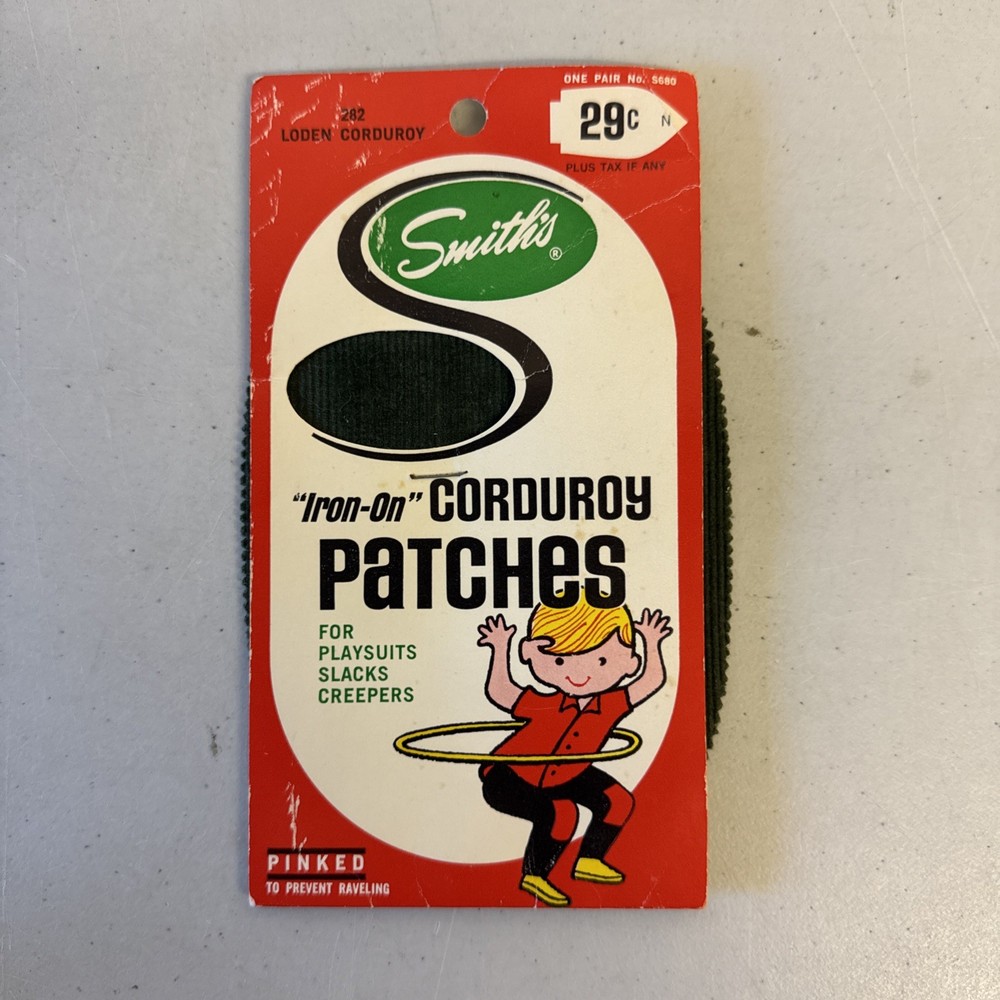 ONE PAIR No. S680
282
LODEN CORDUROY
29c N
PLUS TAX IF ANY
Smith's ®
"Iron-On" CORDUROY
PaTCHes
FOR
PLAYSUITS
SLACKS
CREEPERS
PINKED
TO PREVENT RAVELING